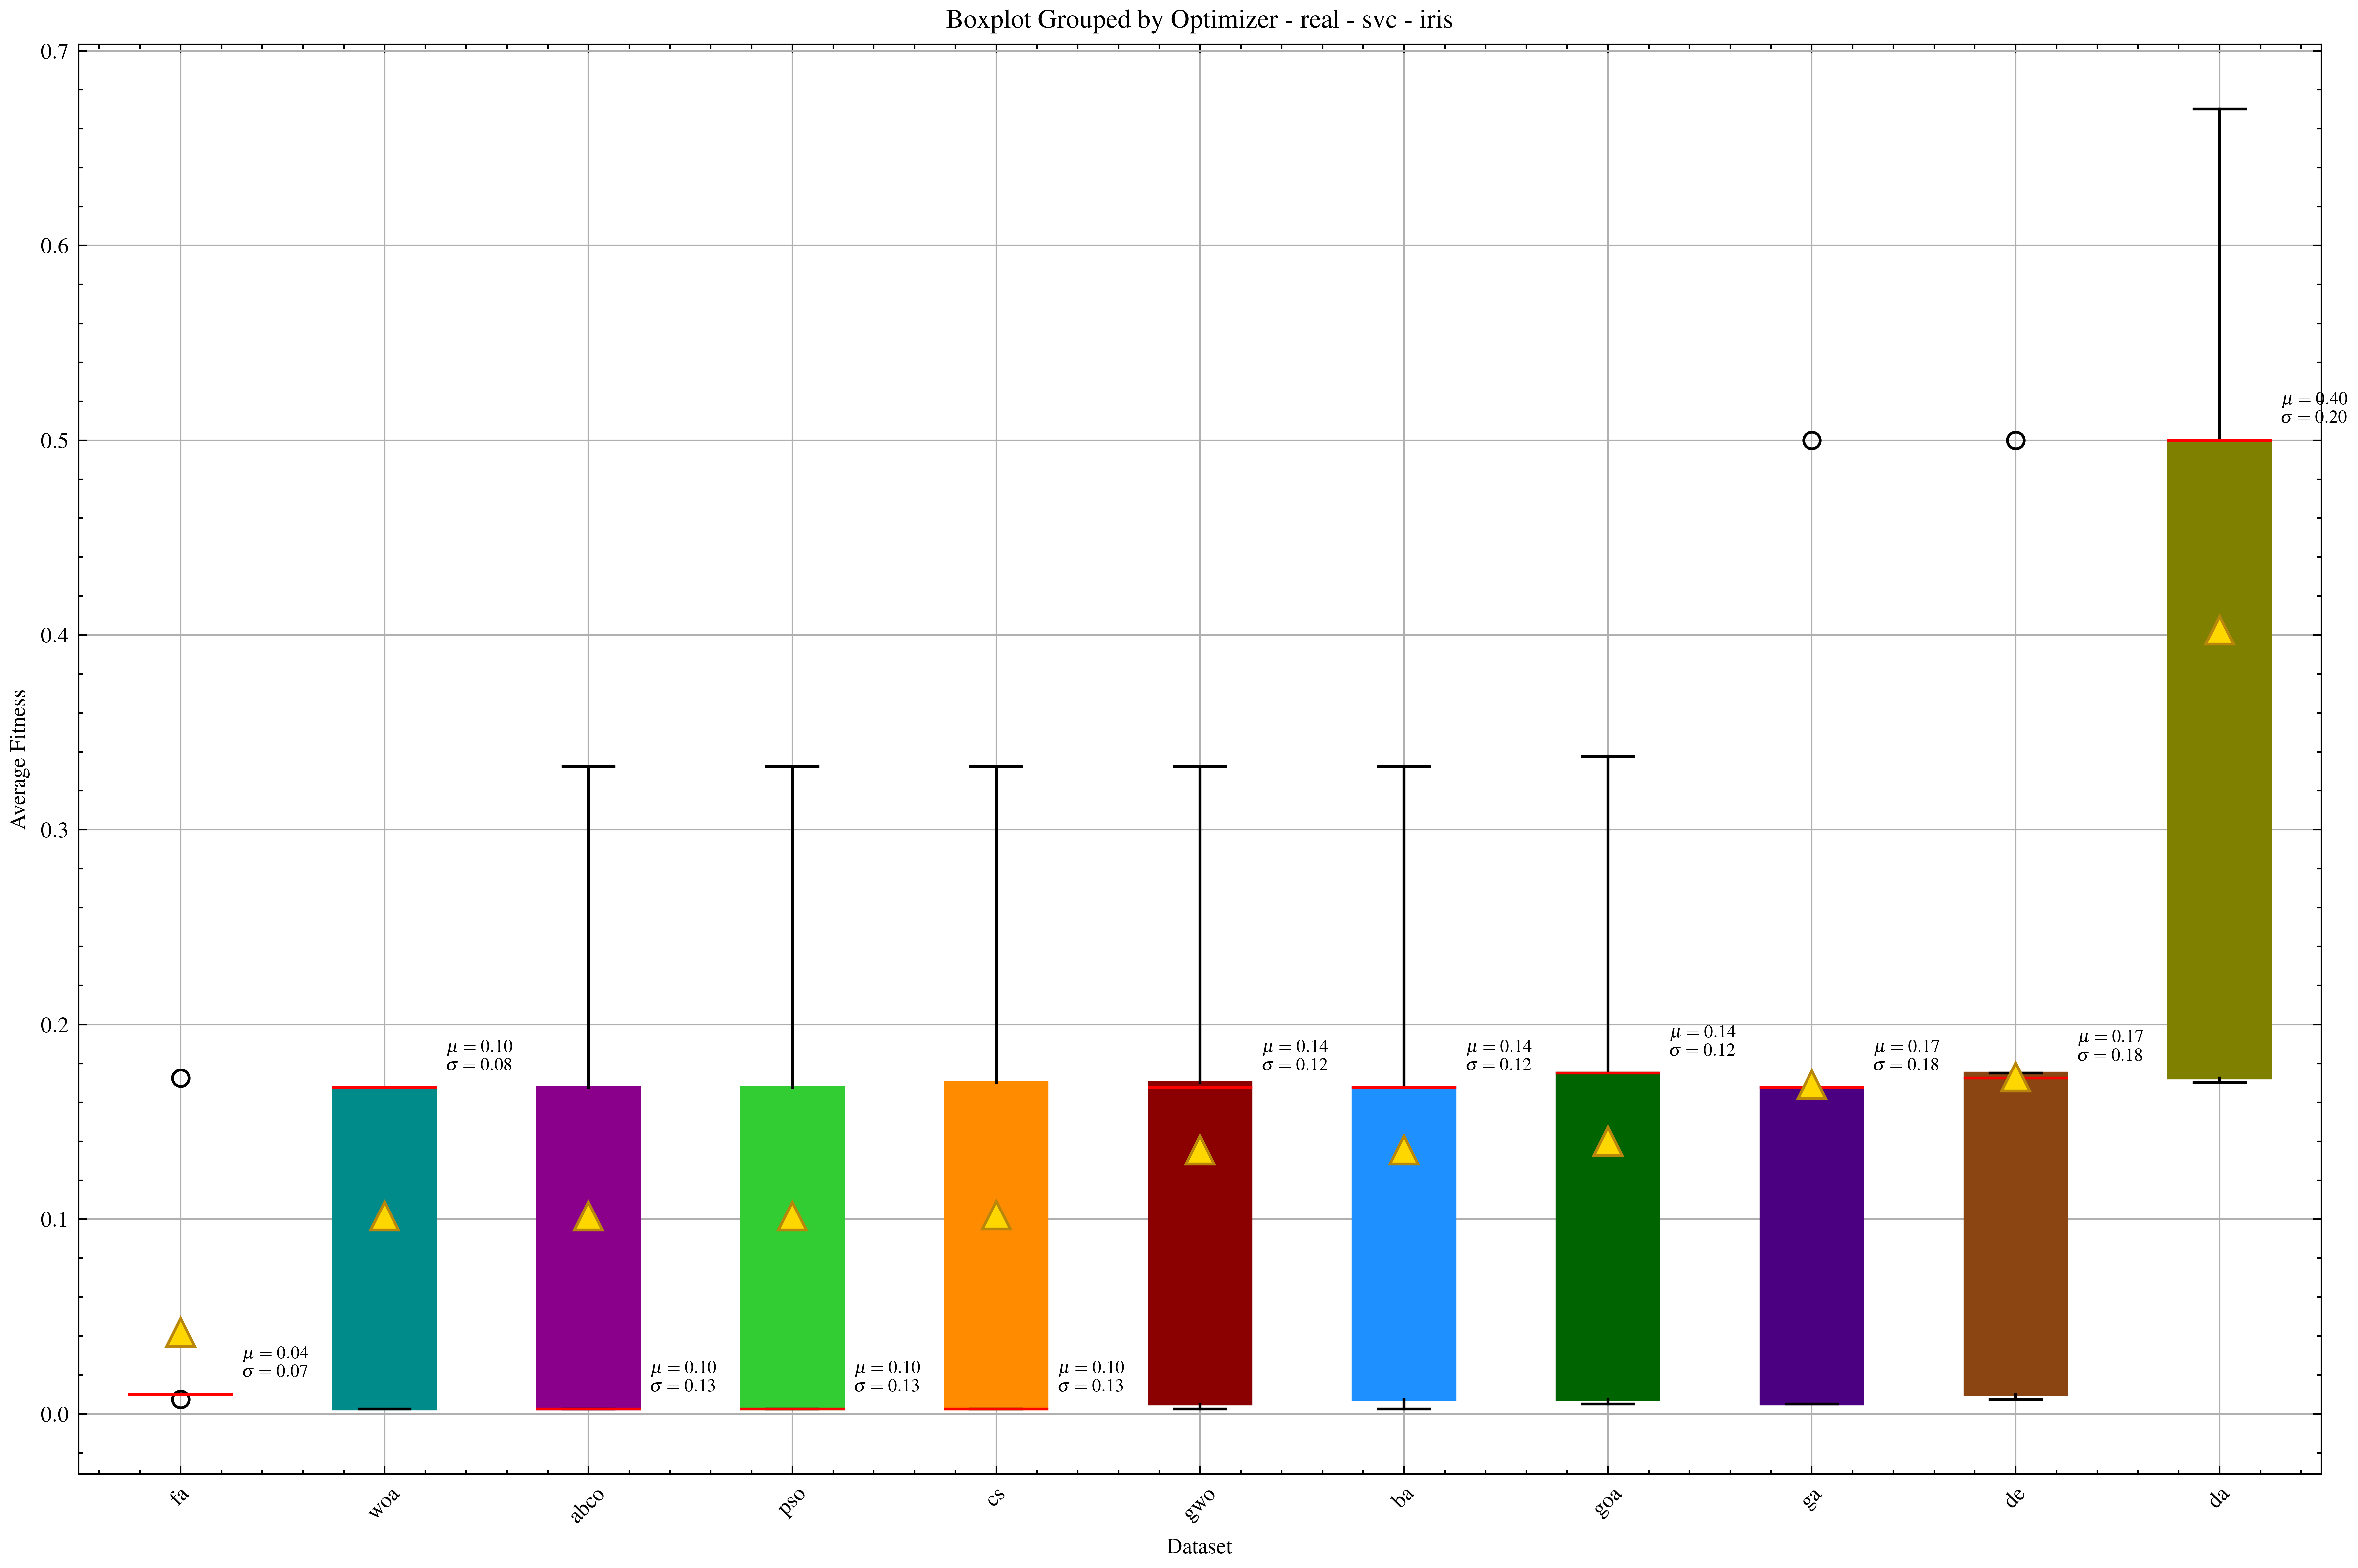 Boxplot Grouped by Optimizer - real - svc - iris
0.7
0.6
0.5
0.4
0.3
0.2
0.1
0.0
Average Fitness
μ = 0.04
σ = 0.07
μ = 0.10
σ = 0.08
μ = 0.10
σ = 0.13
μ = 0.10
σ = 0.13
μ = 0.10
σ = 0.13
μ = 0.14
σ = 0.12
μ = 0.14
σ = 0.12
μ = 0.14
σ = 0.12
μ = 0.17
σ = 0.18
μ = 0.17
σ = 0.18
μ = 0.40
σ = 0.20
fa
woa
abco
pso
cs
gwo
ba
goa
ga
de
da
Dataset